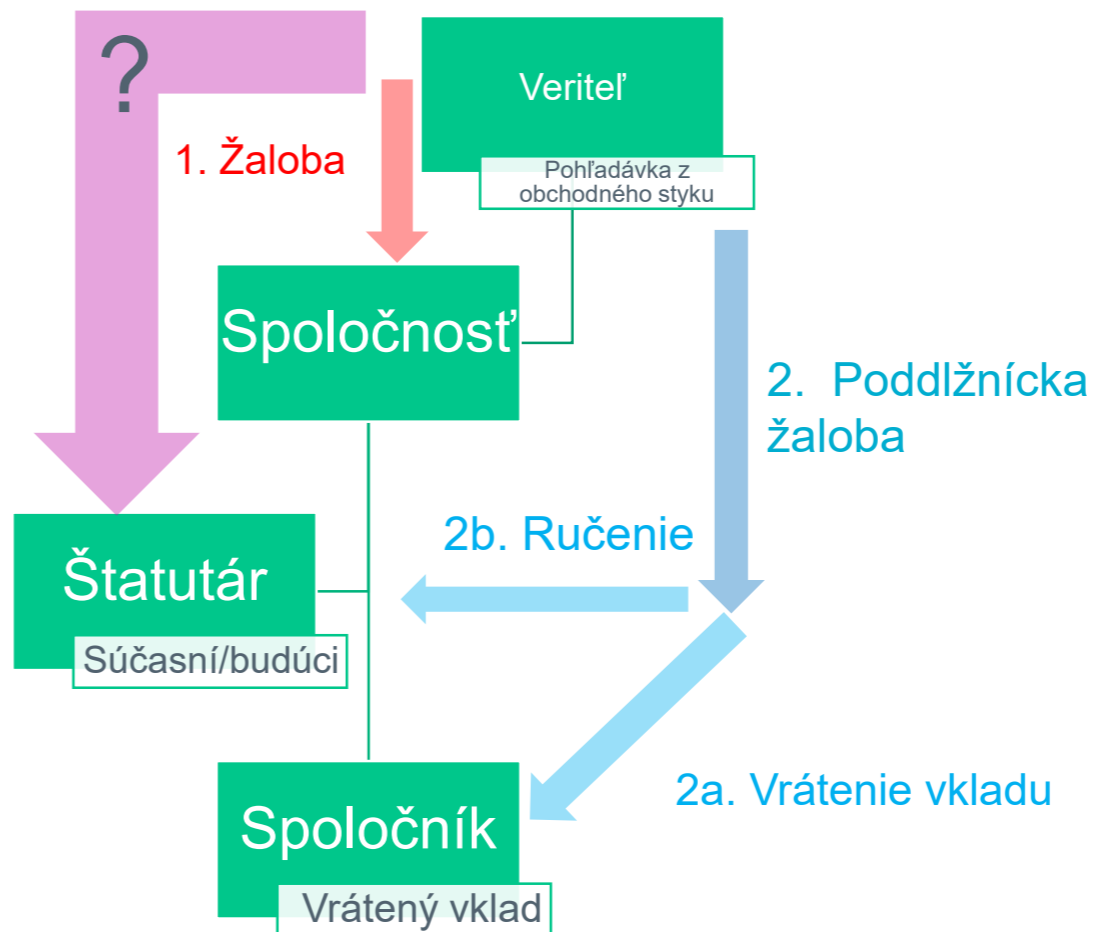 ?
Veriteľ
1. Žaloba
Pohľadávka z
obchodného styku
Spoločnosť
2. Poddlžnícka
žaloba
2b. Ručenie
Štatutár
Súčasní/budúci
2a. Vrátenie vkladu
Spoločník
Vrátený vklad